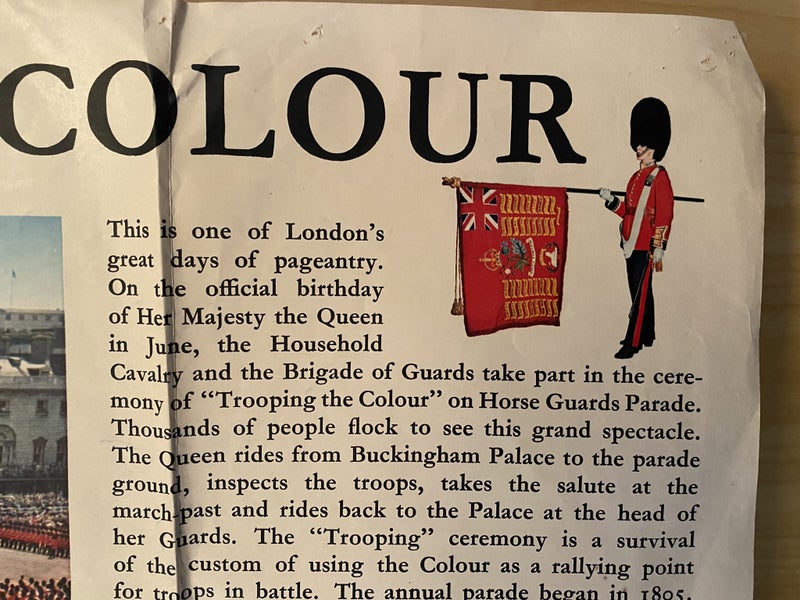 COLOUR
This is one of London's
great days of pageantry.
On the official birthday
of Her Majesty the Queen
in June, the Household
Cavalry and the Brigade of Guards take part in the cere-
mony of “Trooping the Colour” on Horse Guards Parade.
Thousands of people flock to see this grand spectacle.
The Queen rides from Buckingham Palace to the parade
ground, inspects the troops, takes the salute at the
march-past and rides back to the Palace at the head of
her Guards. The “Trooping” ceremony is a survival
of the custom of using the Colour as a rallying point
for troops in battle. The annual parade began in 1805.